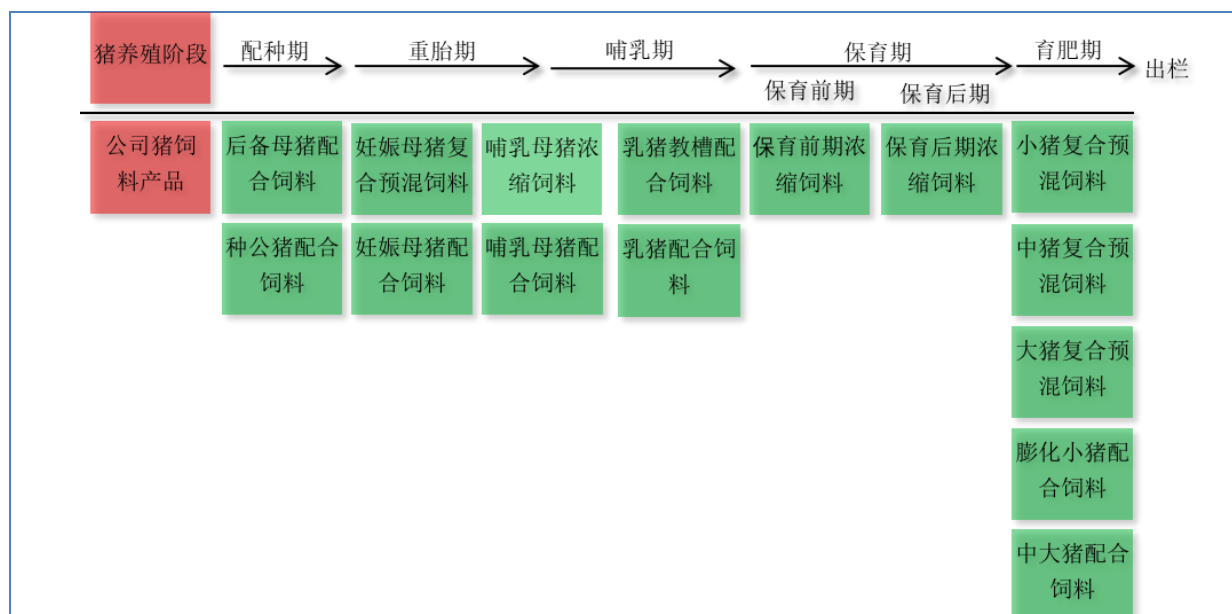 猪养殖阶段
配种期
重胎期
哺乳期
保育期
育肥期
出栏
保育前期
保育后期
公司猪饲
料产品
后备母猪配
合饲料
妊娠母猪复
合预混饲料
哺乳母猪浓
缩饲料
乳猪教槽配
合饲料
保育前期浓
缩饲料
保育后期浓
缩饲料
小猪复合预
混饲料
种公猪配合
饲料
妊娠母猪配
合饲料
哺乳母猪配
合饲料
乳猪配合饲
料
中猪复合预
混饲料
大猪复合预
混饲料
膨化小猪配
合饲料
中大猪配合
饲料